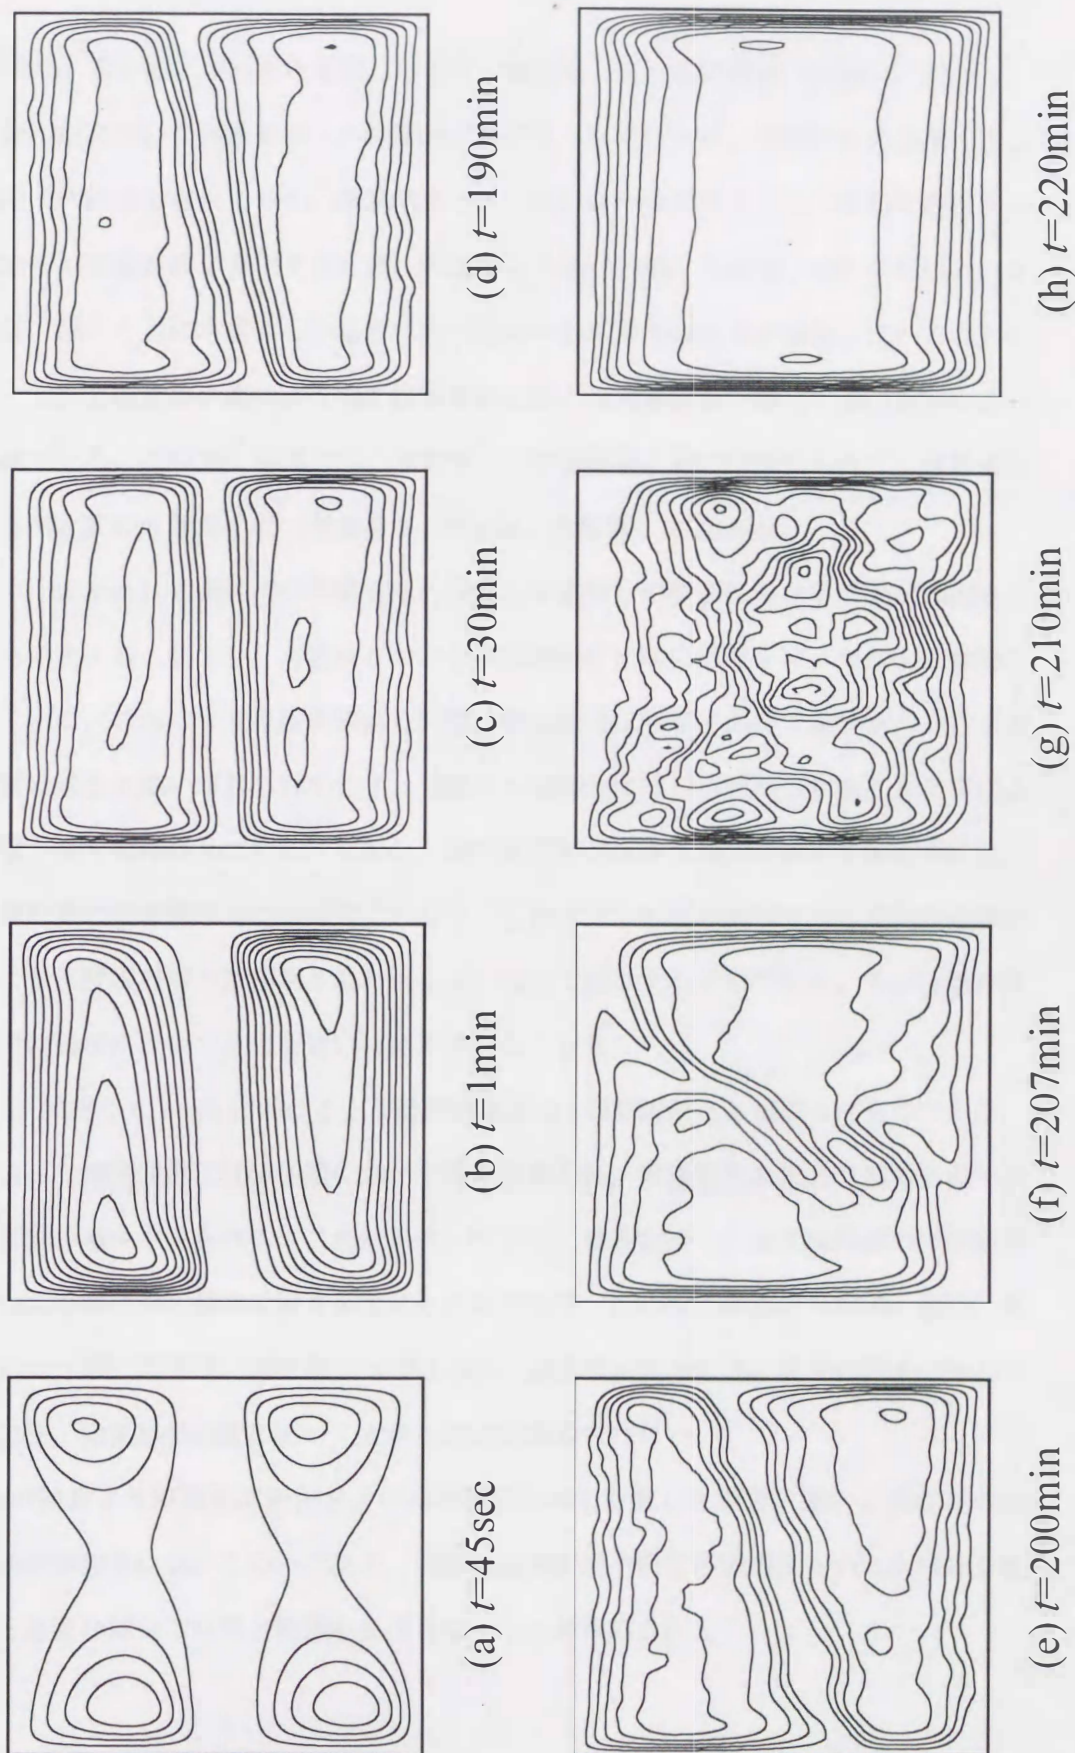 (a) t=45sec
(b) t=1min
(c) t=30min
(d) t=190min
(e) t=200min
(f) t=207min
(g) t=210min
(h) t=220min